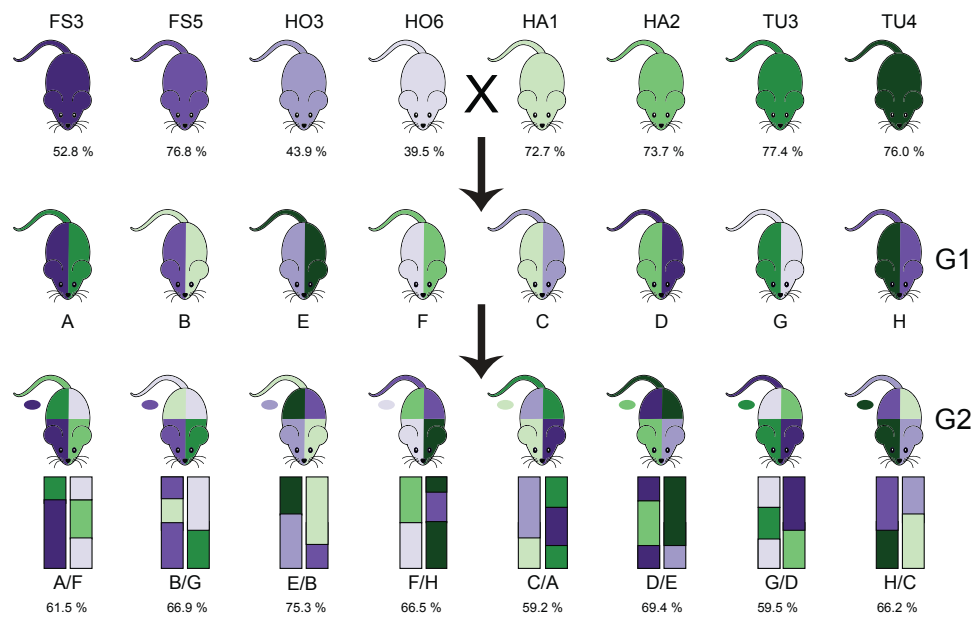 FS3 FS5 HO3 HO6 HA1 HA2 TU3 TU4
X
52.8 % 76.8 % 43.9 % 39.5 % 72.7 % 73.7 % 77.4 % 76.0 %
G1
A B E F C D G H
G2
A/F B/G E/B F/H C/A D/E G/D H/C
61.5 % 66.9 % 75.3 % 66.5 % 59.2 % 69.4 % 59.5 % 66.2 %